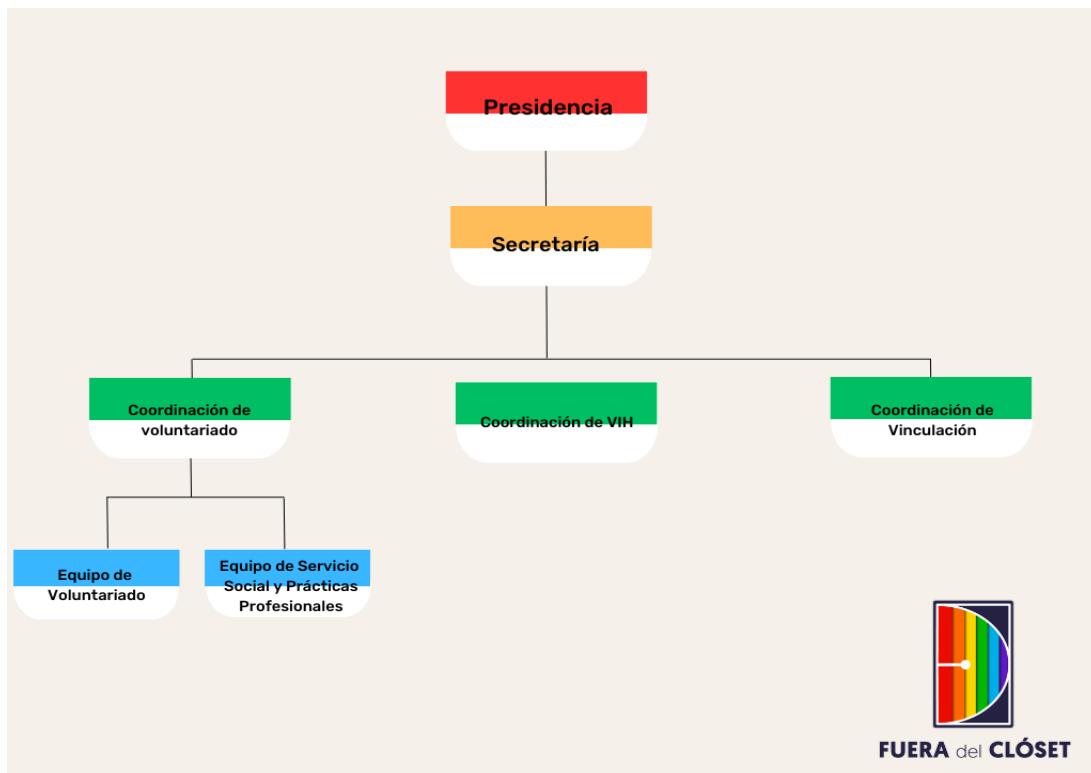 Presidencia
Secretaría
Coordinación de
voluntariado
Coordinación de VIH
Coordinación de
Vinculación
Equipo de
Voluntariado
Equipo de Servicio
Social y Prácticas
Profesionales
FUERA del CLÓSET